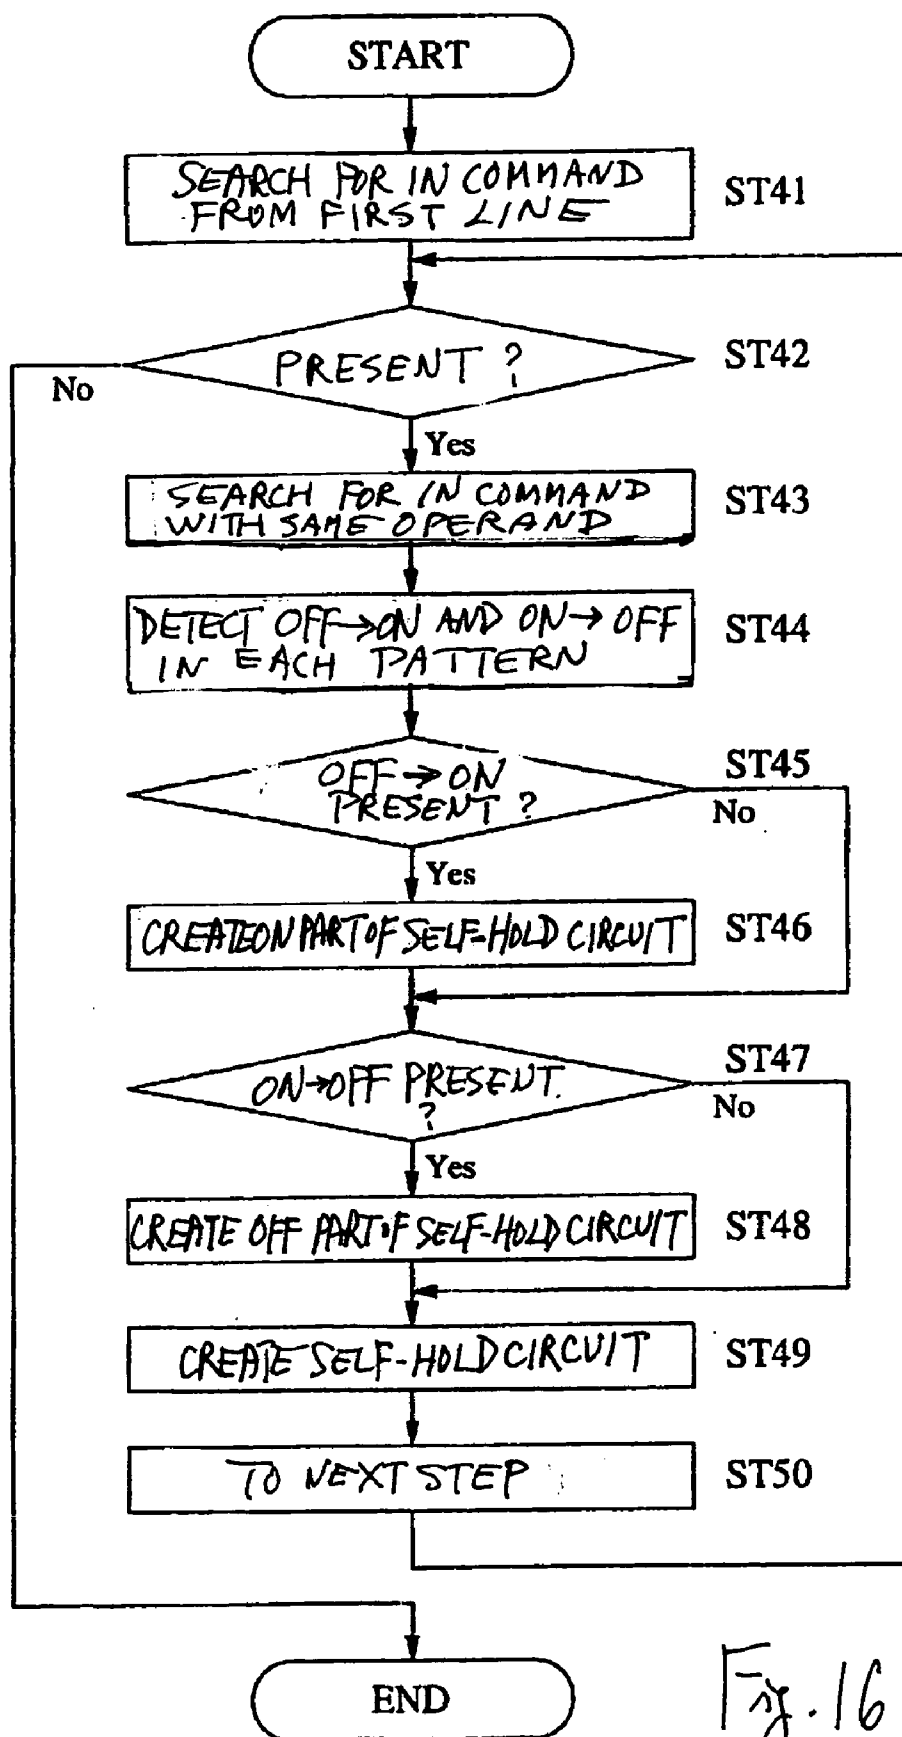 START
SEARCH FOR IN COMMAND
FROM FIRST LINE
ST41
PRESENT ?
ST42
No
Yes
SEARCH FOR IN COMMAND
WITH SAME OPERAND
ST43
DETECT OFF→ON AND ON→OFF
IN EACH PATTERN
ST44
OFF→ON
PRESENT ?
ST45
No
Yes
CREATE ON PART OF SELF-HOLD CIRCUIT
ST46
ON→OFF PRESENT
?
ST47
No
Yes
CREATE OFF PART OF SELF-HOLD CIRCUIT
ST48
CREATE SELF-HOLD CIRCUIT
ST49
TO NEXT STEP
ST50
END
Fig. 16